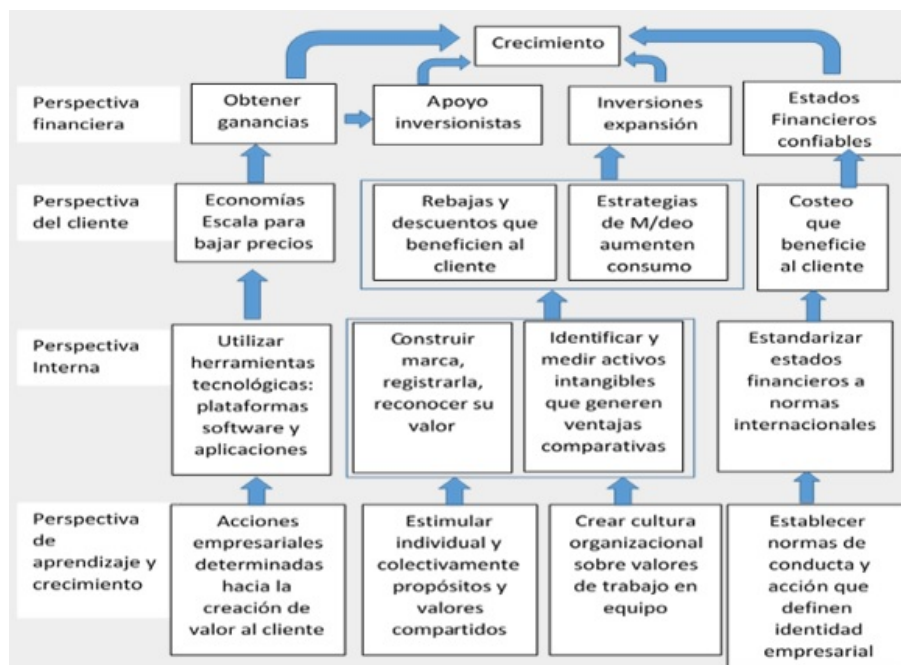 Crecimiento
Perspectiva
financiera
Obtener
ganancias
Apoyo
inversionistas
Inversiones
expansión
Estados
Financieros
confiables
Perspectiva
del cliente
Economías
Escala para
bajar precios
Rebajas y
descuentos que
beneficien al
cliente
Estrategias
de M/deo
aumenten
consumo
Costeo
que
beneficie
al cliente
Perspectiva
Interna
Utilizar
herramientas
tecnológicas:
plataformas
software y
aplicaciones
Construir
marca,
registrarla,
reconocer su
valor
Identificar y
medir activos
intangibles
que generen
ventajas
comparativas
Estandarizar
estados
financieros a
normas
internacionales
Perspectiva
de
aprendizaje y
crecimiento
Acciones
empresariales
determinadas
hacia la
creación de
valor al cliente
Estimular
individual y
colectivamente
propósitos y
valores
compartidos
Crear cultura
organizacional
sobre valores
de trabajo en
equipo
Establecer
normas de
conducta y
acción que
definen
identidad
empresarial